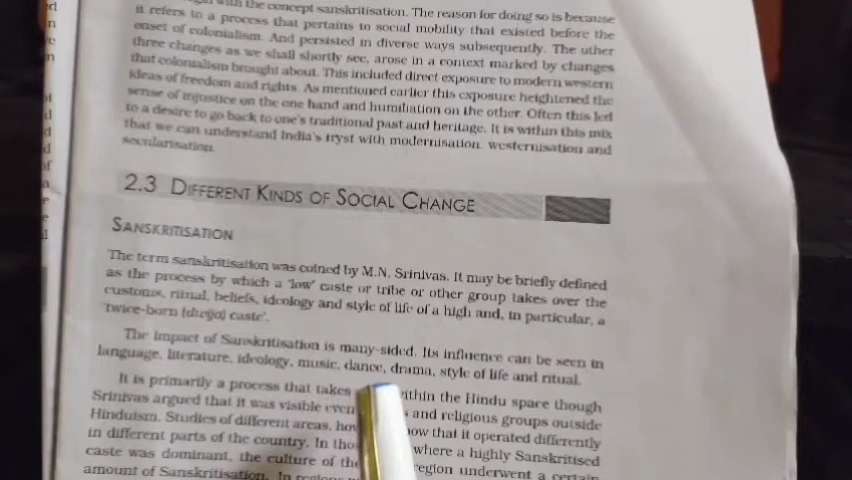 with the concept sanskritisation. The reason for doing so is because
it refers to a process that pertains to social mobility that existed before the
onset of colonialism. And persisted in diverse ways subsequently. The other
three changes as we shall shortly see, arose in a context marked by changes
that colonialism brought about. This included direct exposure to modern western
ideas of freedom and rights. As mentioned earlier this exposure heightened the
sense of injustice on the one hand and humiliation on the other. Often this led
to a desire to go back to one's traditional past and heritage. It is within this mix
that we can understand India's tryst with modernisation, westernisation and
secularisation.
2.3 DIFFERENT KINDS OF SOCIAL CHANGE
SANSKRITISATION
The term sanskritisation was coined by M.N. Srinivas. It may be briefly defined
as the process by which a 'low' caste or tribe or other group takes over the
customs, ritual, beliefs, ideology and style of life of a high and, in particular, a
'twice-born (dwija) caste'.
The impact of Sanskritisation is many-sided. Its influence can be seen in
language, literature, ideology, music, dance, drama, style of life and ritual.
It is primarily a process that takes within the Hindu space though
Srinivas argued that it was visible even and religious groups outside
Hinduism. Studies of different areas, how that it operated differently
in different parts of the country. In where a highly Sanskritised
caste was dominant, the culture of the region underwent a certain
amount of Sanskritisation. In